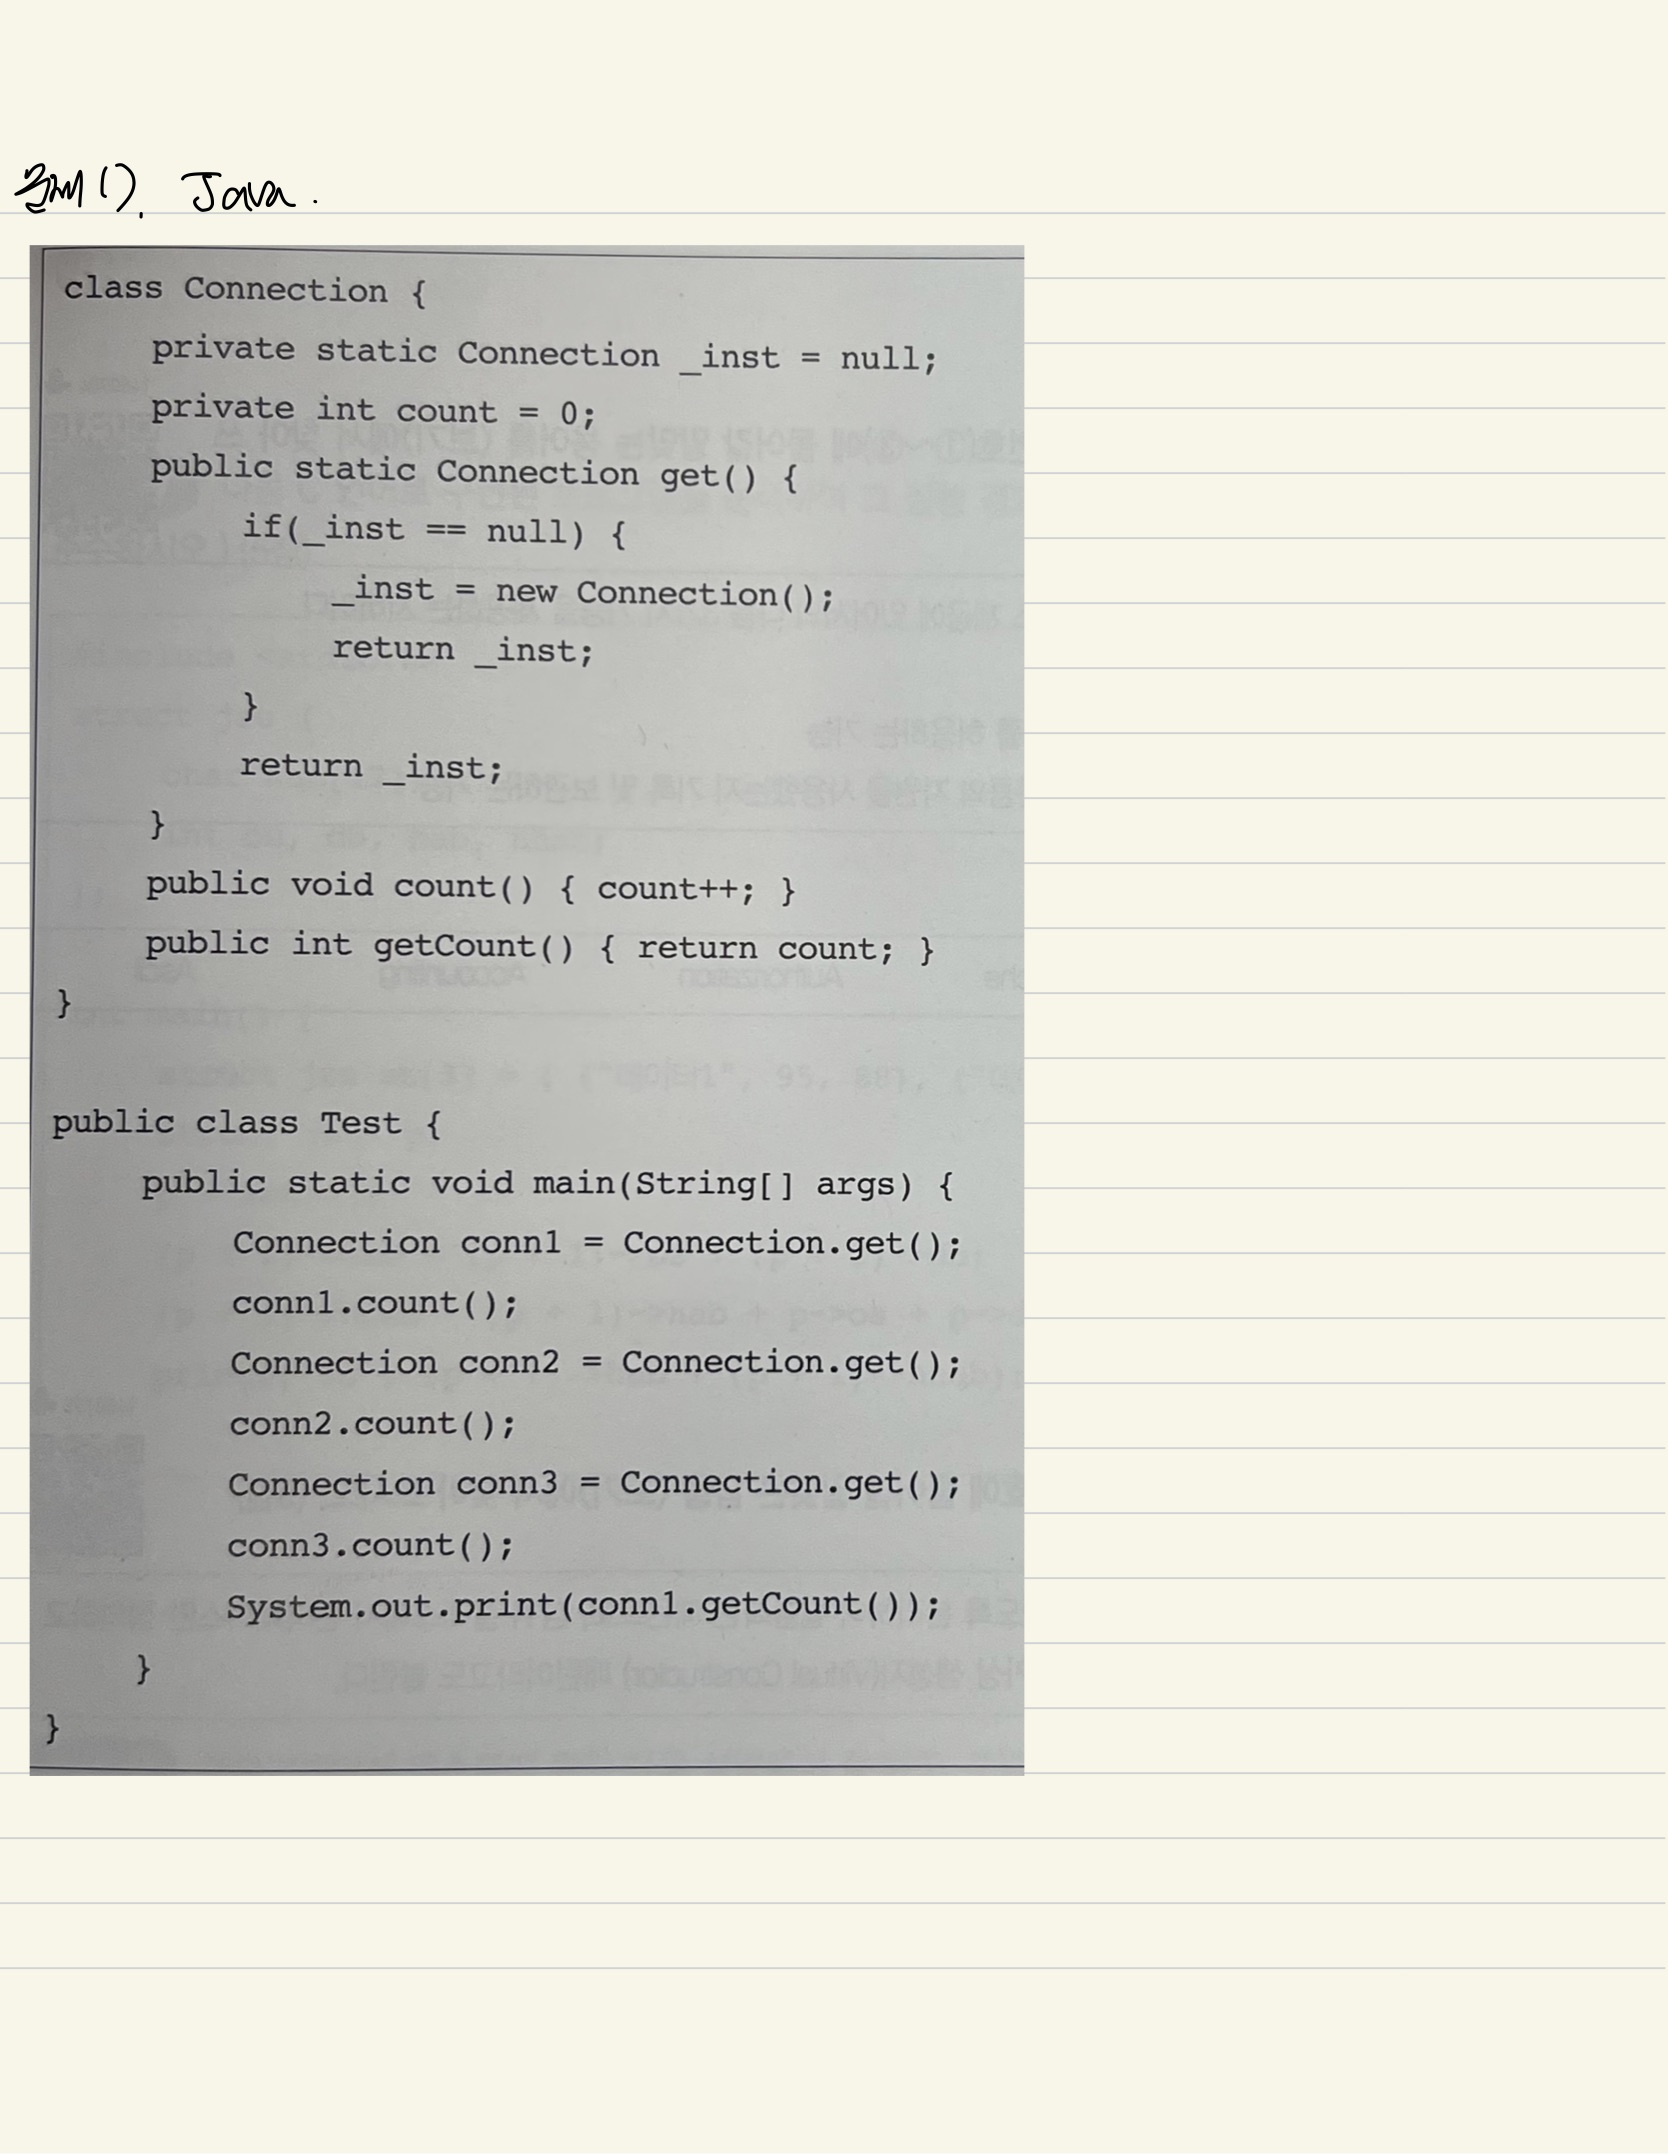 문제 1). Java.
class Connection {
private static Connection _inst = null;
private int count = 0;
public static Connection get() {
if(_inst == null) {
_inst = new Connection();
return _inst;
}
return _inst;
}
public void count() { count++; }
public int getCount() { return count; }
}
public class Test {
public static void main(String[] args) {
Connection conn1 = Connection.get();
conn1.count();
Connection conn2 = Connection.get();
conn2.count();
Connection conn3 = Connection.get();
conn3.count();
System.out.print(conn1.getCount());
}
}